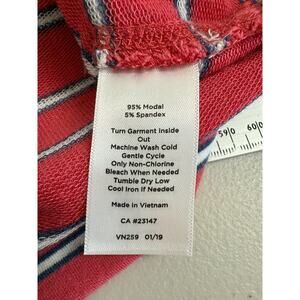 95% Modal
5% Spandex
Turn Garment Inside
Out
Machine Wash Cold
Gentle Cycle
Only Non-Chlorine
Bleach When Needed
Tumble Dry Low
Cool Iron If Needed
Made in Vietnam
CA #23147
VN259 01/19
59 60